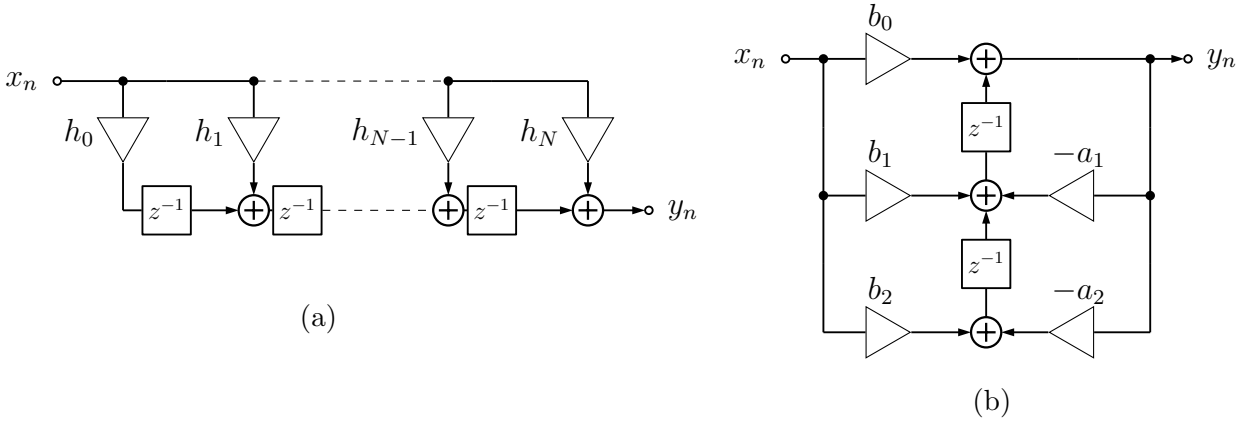 x_n
h_0
h_1
h_{N-1}
h_N
z^{-1}
z^{-1}
z^{-1}
y_n
(a)
b_0
x_n
y_n
z^{-1}
b_1
-a_1
z^{-1}
b_2
-a_2
(b)